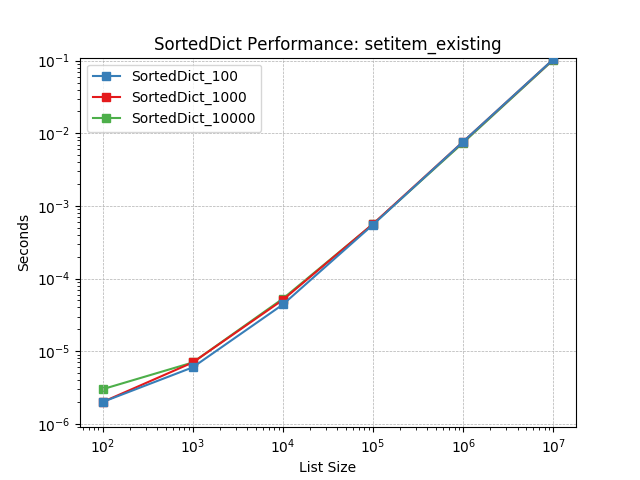 SortedDict Performance: setitem_existing
SortedDict_100
SortedDict_1000
SortedDict_10000
Seconds
10⁻¹
10⁻²
10⁻³
10⁻⁴
10⁻⁵
10⁻⁶
10² 10³ 10⁴ 10⁵ 10⁶ 10⁷
List Size